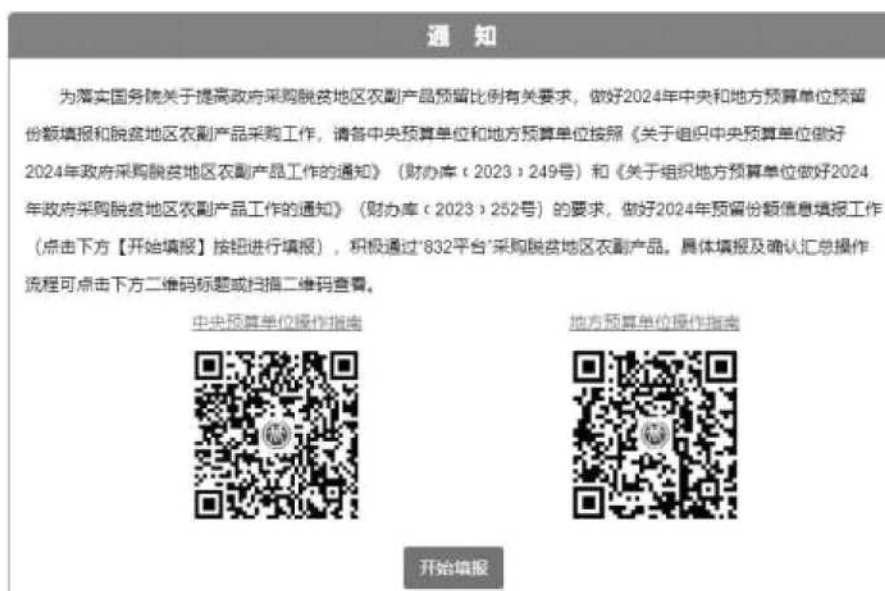 通 知
为落实国务院关于提高政府采购脱贫地区农副产品预留比例有关要求，做好2024年中央和地方预算单位预留
份额填报和脱贫地区农副产品采购工作，请各中央预算单位和地方预算单位按照《关于组织中央预算单位做好
2024年政府采购脱贫地区农副产品工作的通知》（财办库﹝2023﹞249号）和《关于组织地方预算单位做好2024
年政府采购脱贫地区农副产品工作的通知》（财办库﹝2023﹞252号）的要求，做好2024年预留份额信息填报工作
（点击下方【开始填报】按钮进行填报），积极通过“832平台”采购脱贫地区农副产品。具体填报及确认汇总操作
流程可点击下方二维码标题或扫描二维码查看。
中央预算单位操作指南 地方预算单位操作指南
开始填报